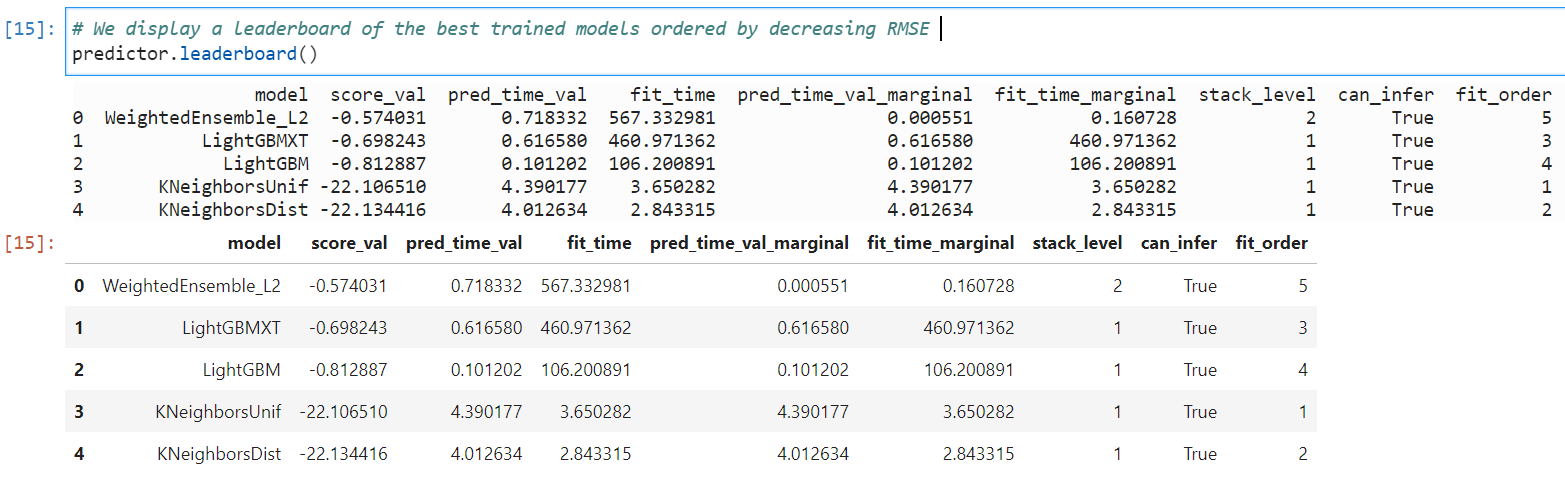 [15]: # We display a leaderboard of the best trained models ordered by decreasing RMSE
predictor.leaderboard()
model score_val pred_time_val fit_time pred_time_val_marginal fit_time_marginal stack_level can_infer fit_order
0 WeightedEnsemble_L2 -0.574031 0.718332 567.332981 0.000551 0.160728 2 True 5
1 LightGBMXT -0.698243 0.616580 460.971362 0.616580 460.971362 1 True 3
2 LightGBM -0.812887 0.101202 106.200891 0.101202 106.200891 1 True 4
3 KNeighborsUnif -22.106510 4.390177 3.650282 4.390177 3.650282 1 True 1
4 KNeighborsDist -22.134416 4.012634 2.843315 4.012634 2.843315 1 True 2
[15]: model score_val pred_time_val fit_time pred_time_val_marginal fit_time_marginal stack_level can_infer fit_order
0 WeightedEnsemble_L2 -0.574031 0.718332 567.332981 0.000551 0.160728 2 True 5
1 LightGBMXT -0.698243 0.616580 460.971362 0.616580 460.971362 1 True 3
2 LightGBM -0.812887 0.101202 106.200891 0.101202 106.200891 1 True 4
3 KNeighborsUnif -22.106510 4.390177 3.650282 4.390177 3.650282 1 True 1
4 KNeighborsDist -22.134416 4.012634 2.843315 4.012634 2.843315 1 True 2